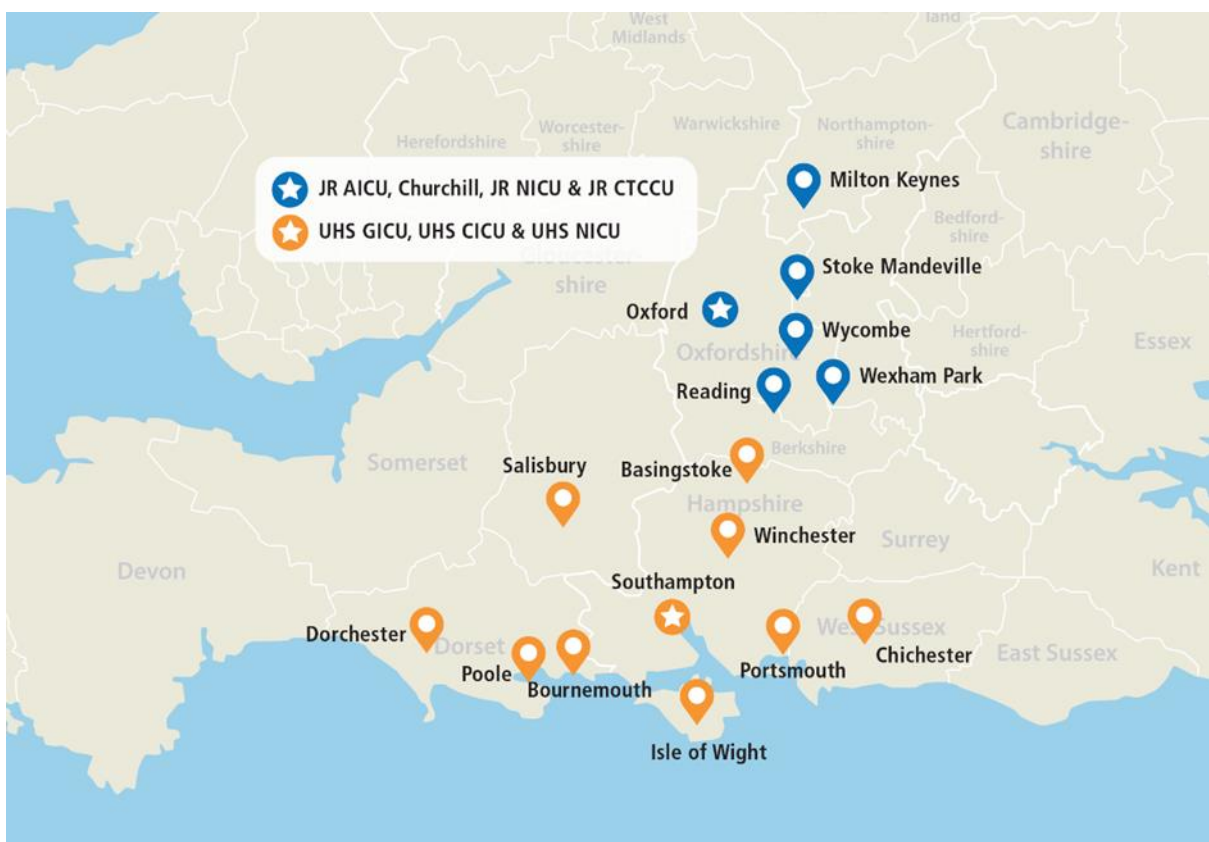 West
Midlands
land
Herefordshire
Worcester-
shire
Warwickshire
Northampton-
shire
Cambridge-
shire
JR AICU, Churchill, JR NICU & JR CTCCU
UHS GICU, UHS CICU & UHS NICU
Milton Keynes
Bedford-
shire
Gloucester-
shire
Stoke Mandeville
Oxford
Wycombe
Oxfordshire
Hertford-
shire
Essex
Reading
Wexham Park
Berkshire
Somerset
Salisbury
Basingstoke
Hampshire
Winchester
Surrey
Kent
Devon
Southampton
Dorchester
Dorset
Poole
Bournemouth
Portsmouth
West Sussex
Chichester
East Sussex
Isle of Wight